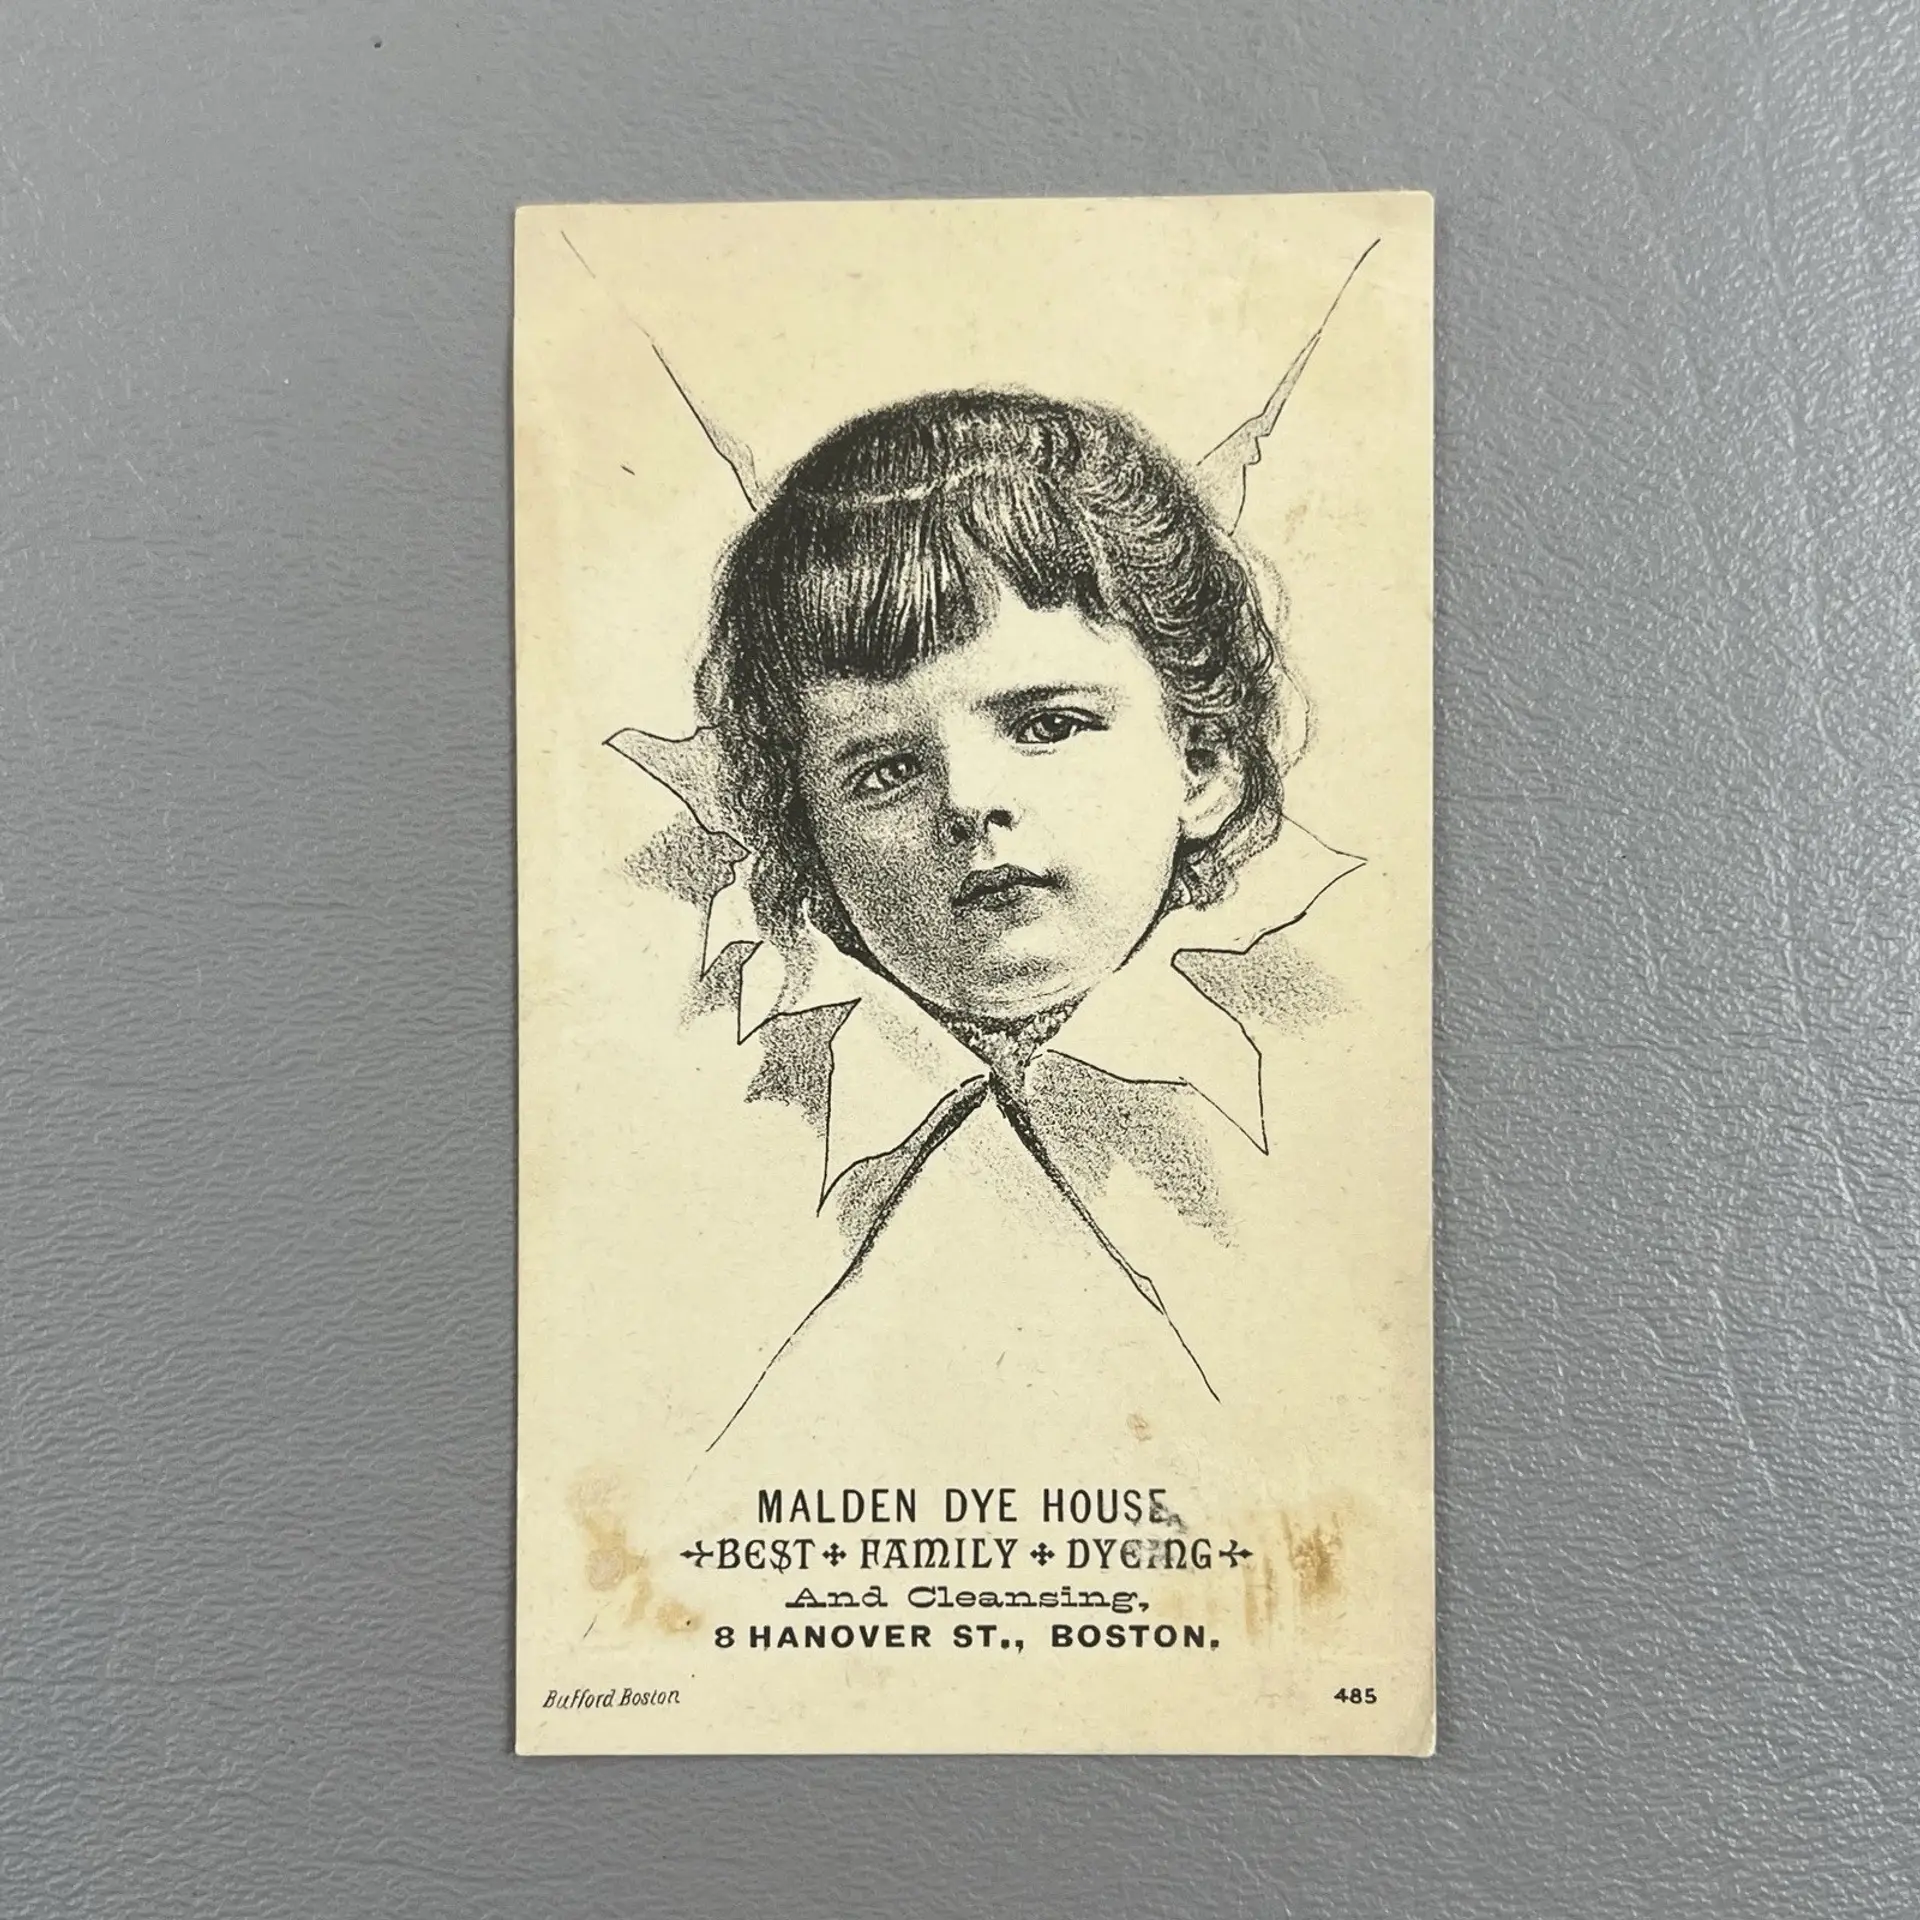 MALDEN DYE HOUSE,
BEST FAMILY DYEING
And Cleansing,
8 HANOVER ST., BOSTON.
Bufford Boston
485